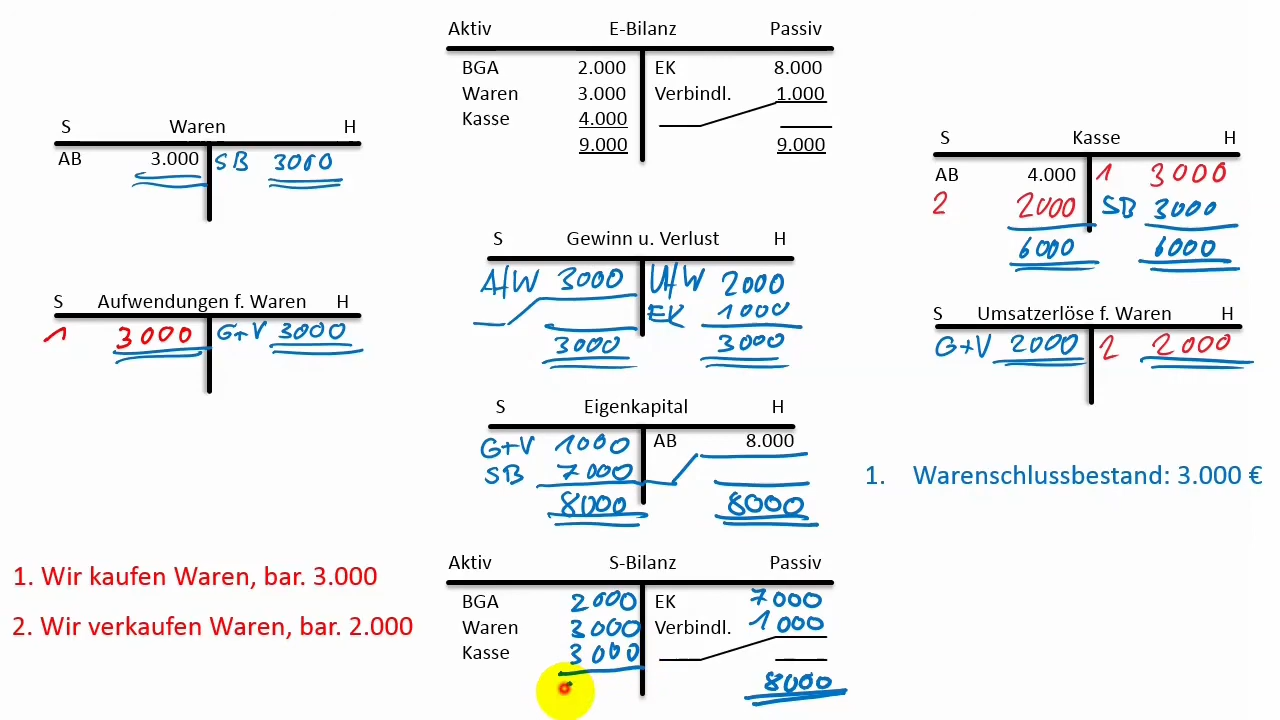 Aktiv E-Bilanz Passiv
BGA 2.000 EK 8.000
Waren 3.000 Verbindl. 1.000
Kasse 4.000
9.000 9.000
S Waren H
AB 3.000 SB 3000
S Kasse H
AB 4.000 1 3000
2 2000 SB 3000
6000 6000
S Gewinn u. Verlust H
AfW 3000 UfW 2000
EK 1000
3000 3000
S Aufwendungen f. Waren H
1 3000 G+V 3000
S Umsatzerlöse f. Waren H
G+V 2000 2 2000
S Eigenkapital H
G+V 1000 AB 8.000
SB 7000
8000 8000
1. Warenschlussbestand: 3.000 €
1. Wir kaufen Waren, bar. 3.000
2. Wir verkaufen Waren, bar. 2.000
Aktiv S-Bilanz Passiv
BGA 2000 EK 7000
Waren 3000 Verbindl. 1000
Kasse 3000
8000